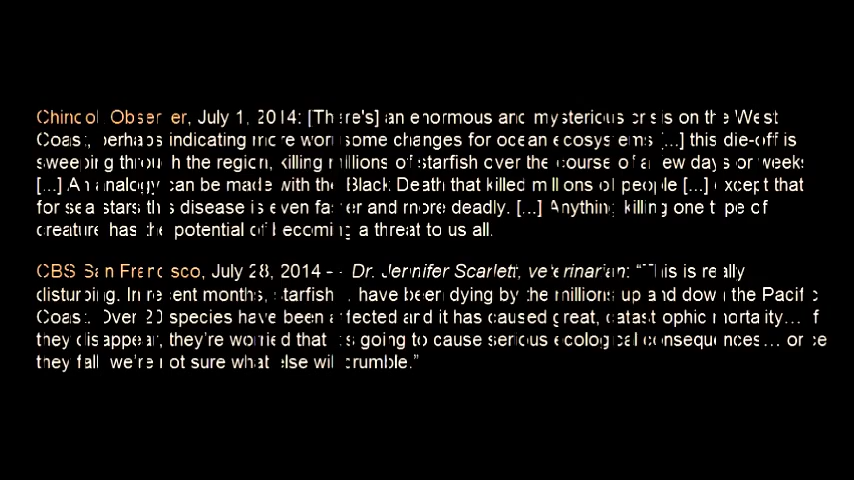 Chinook Observer, July 1, 2014: [There's] an enormous and mysterious crisis on the West
Coast, perhaps indicating more worrisome changes for ocean ecosystems [...] this die-off is
sweeping through the region, killing millions of starfish over the course of a few days or weeks
[...] An analogy can be made with the Black Death that killed millions of people [...] except that
for sea stars this disease is even faster and more deadly. [...] Anything killing one type of
creature has the potential of becoming a threat to us all.
CBS San Francisco, July 28, 2014 -- Dr. Jennifer Scarlett, veterinarian: “This is really
disturbing. In recent months, starfish... have been dying by the millions up and down the Pacific
Coast. Over 20 species have been affected and it has caused great, catastrophic mortality… If
they disappear, they’re worried that it’s going to cause serious ecological consequences… once
they fall, we’re not sure what else will crumble.”